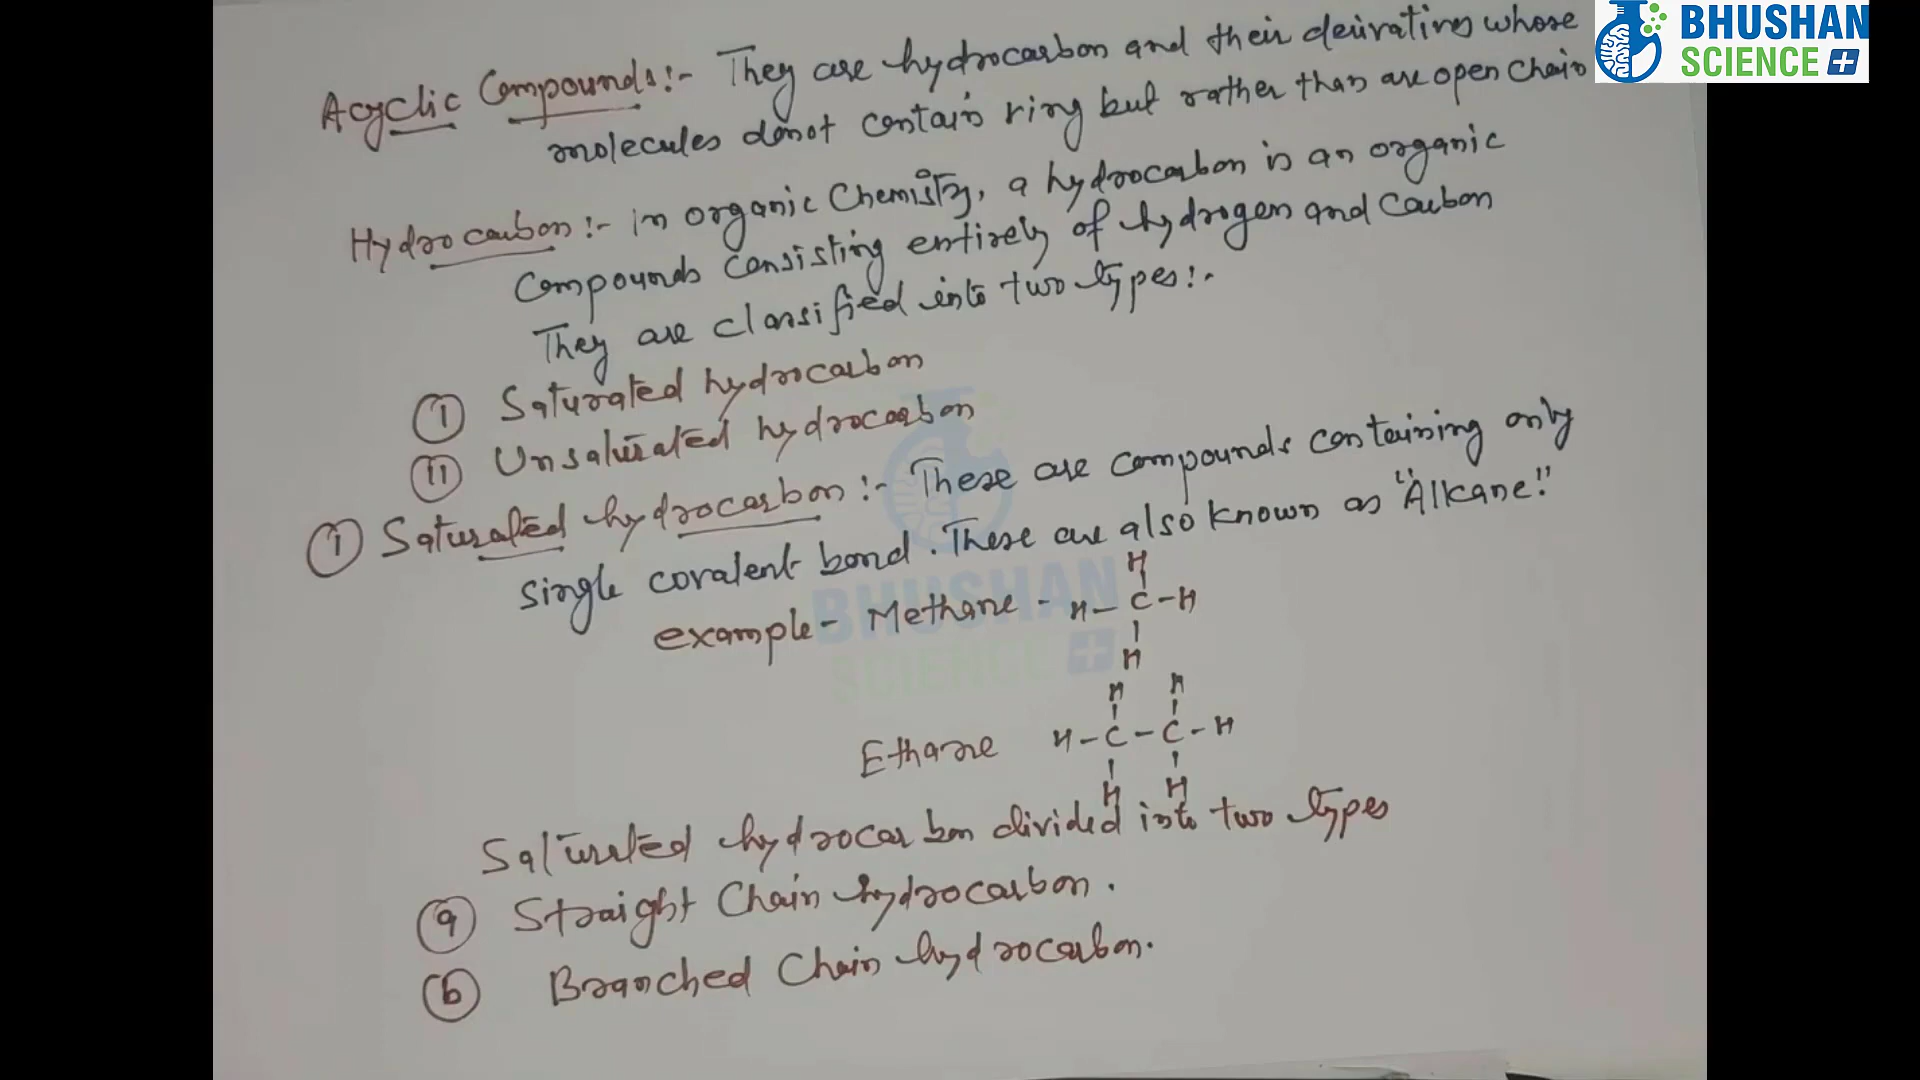 BHUSHAN
SCIENCE +
Acyclic Compounds:- They are hydrocarbon and their derivatives whose
molecules donot contain ring but rather than are open chain
Hydrocarbon:- in organic Chemistry, a hydrocarbon is an organic
Compounds consisting entirely of hydrogen and Carbon
They are classified into two types:-
(I) Saturated hydrocarbon
(II) Unsaturated hydrocarbon
(I) Saturated hydrocarbon:- These are compounds containing only
single covalent bond. These are also known as "Alkane."
H
example- Methane - H-C-H
H
H H
Ethane H-C-C-H
H H
Saturated hydrocarbon divided into two types
(a) Straight Chain hydrocarbon.
(b) Branched Chain hydrocarbon.
BHUSHAN
SCIENCE +